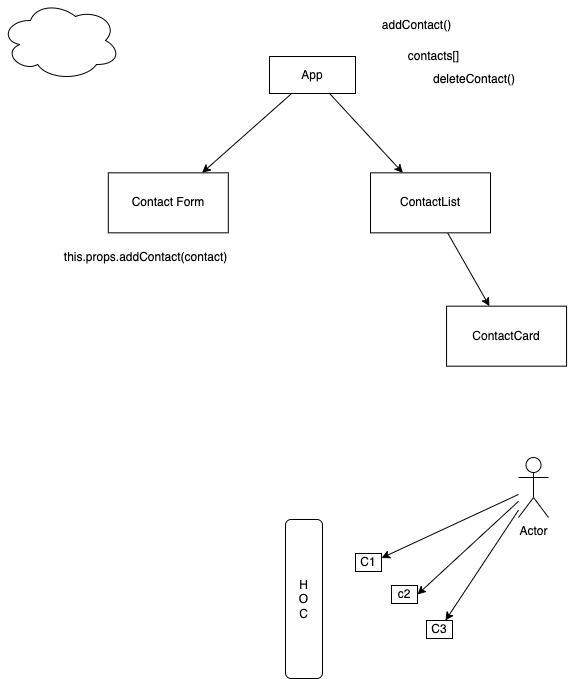 addContact()
contacts[]
App
deleteContact()
Contact Form
ContactList
this.props.addContact(contact)
ContactCard
Actor
C1
H
O
C
c2
C3